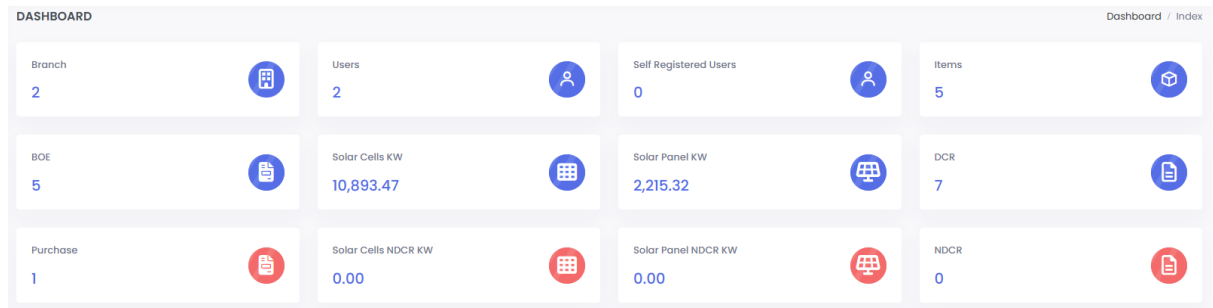 DASHBOARD
Dashboard / Index
Branch
2
Users
2
Self Registered Users
0
Items
5
BOE
5
Solar Cells KW
10,893.47
Solar Panel KW
2,215.32
DCR
7
Purchase
1
Solar Cells NDCR KW
0.00
Solar Panel NDCR KW
0.00
NDCR
0